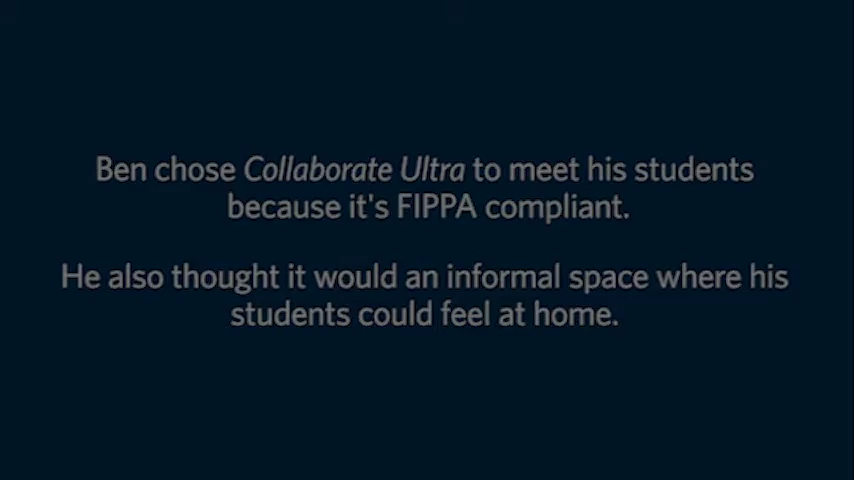 Ben chose Collaborate Ultra to meet his students
because it's FIPPA compliant.
He also thought it would an informal space where his
students could feel at home.